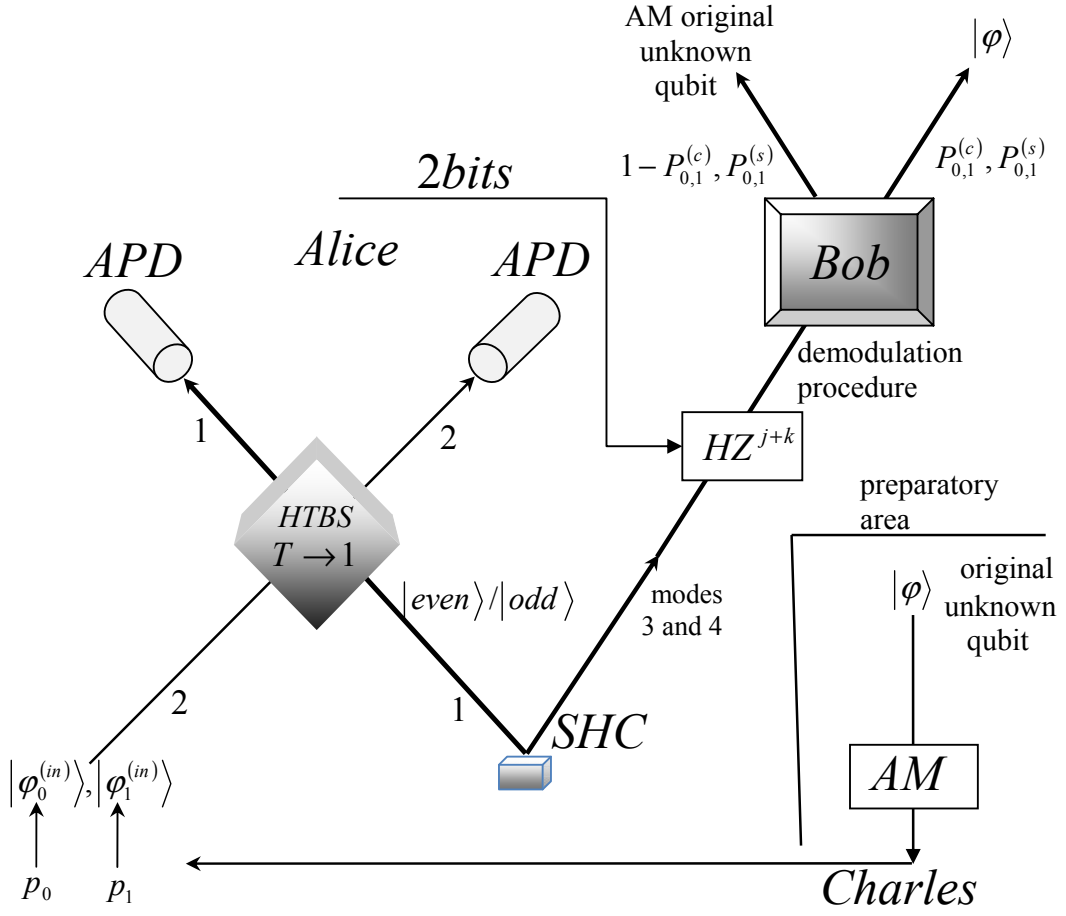 AM original
unknown
qubit
|φ⟩
1 − P_{0,1}^{(c)}, P_{0,1}^{(s)}
P_{0,1}^{(c)}, P_{0,1}^{(s)}
2bits
Alice
APD
APD
Bob
demodulation
procedure
1
2
HZ^{j+k}
HTBS
T → 1
preparatory
area
|even⟩/|odd⟩
modes
3 and 4
|φ⟩
original
unknown
qubit
2
1
SHC
|φ_0^{(in)}⟩, |φ_1^{(in)}⟩
AM
p_0
p_1
Charles